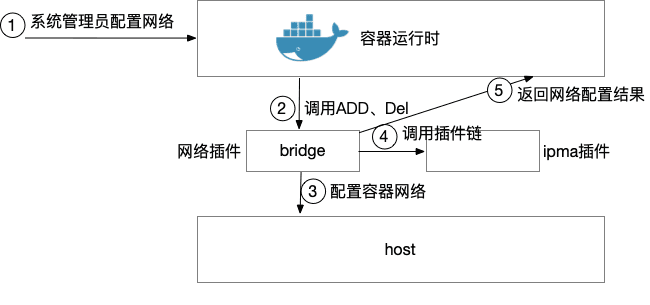 ① 系统管理员配置网络
容器运行时
② 调用ADD、Del
⑤ 返回网络配置结果
④ 调用插件链
网络插件
bridge
ipma插件
③ 配置容器网络
host